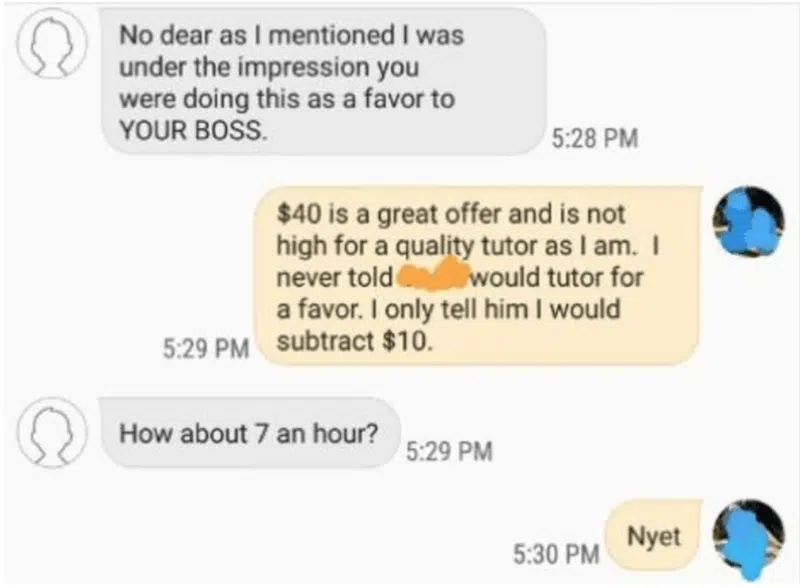 No dear as I mentioned I was
under the impression you
were doing this as a favor to
YOUR BOSS.
5:28 PM
$40 is a great offer and is not
high for a quality tutor as I am. I
never told would tutor for
a favor. I only tell him I would
subtract $10.
5:29 PM
How about 7 an hour?
5:29 PM
Nyet
5:30 PM